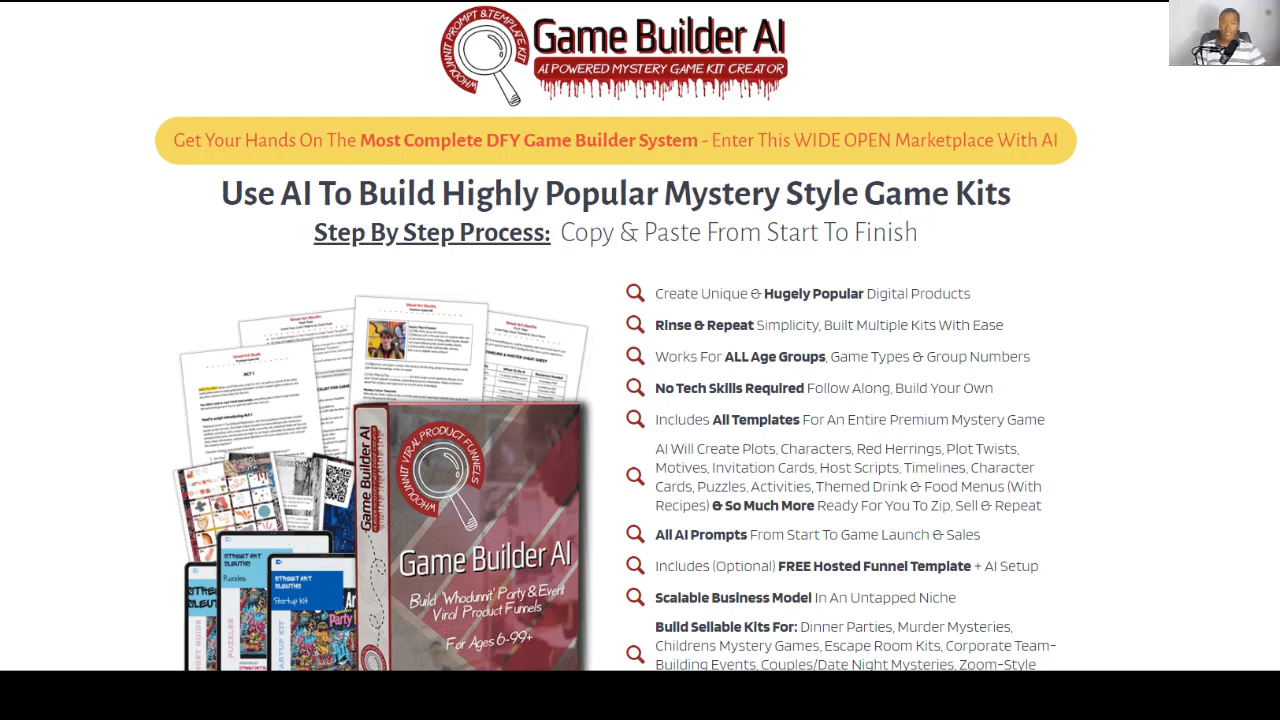 WHODUNNIT PROMPT & TEMPLATE KIT
Game Builder AI
AI POWERED MYSTERY GAME KIT CREATOR
Get Your Hands On The Most Complete DFY Game Builder System - Enter This WIDE OPEN Marketplace With AI
Use AI To Build Highly Popular Mystery Style Game Kits
Step By Step Process: Copy & Paste From Start To Finish
Create Unique & Hugely Popular Digital Products
Rinse & Repeat Simplicity, Build Multiple Kits With Ease
Works For ALL Age Groups, Game Types & Group Numbers
No Tech Skills Required Follow Along, Build Your Own
Includes All Templates For An Entire Premium Mystery Game
AI Will Create Plots, Characters, Red Herrings, Plot Twists,
Motives, Invitation Cards, Host Scripts, Timelines, Character
Cards, Puzzles, Activities, Themed Drink & Food Menus (With
Recipes) & So Much More Ready For You To Zip, Sell & Repeat
All AI Prompts From Start To Game Launch & Sales
Includes (Optional) FREE Hosted Funnel Template + AI Setup
Scalable Business Model In An Untapped Niche
Build Sellable Kits For: Dinner Parties, Murder Mysteries,
Childrens Mystery Games, Escape Room Kits, Corporate Team-
Building Events, Couples/Date Night Mysteries, Zoom-Style
ACT 1
Game Builder AI
WHODUNNIT VIRAL PRODUCT FUNNELS
Game Builder AI
Build 'Whodunnit' Party & Event
Viral Product Funnels
For Ages 6-99+
STREET ART
SLEUTHS
Puzzles
STREET ART
SLEUTHS
Startup Kit
HOST GUIDE
PUZZLES
STARTUP KIT